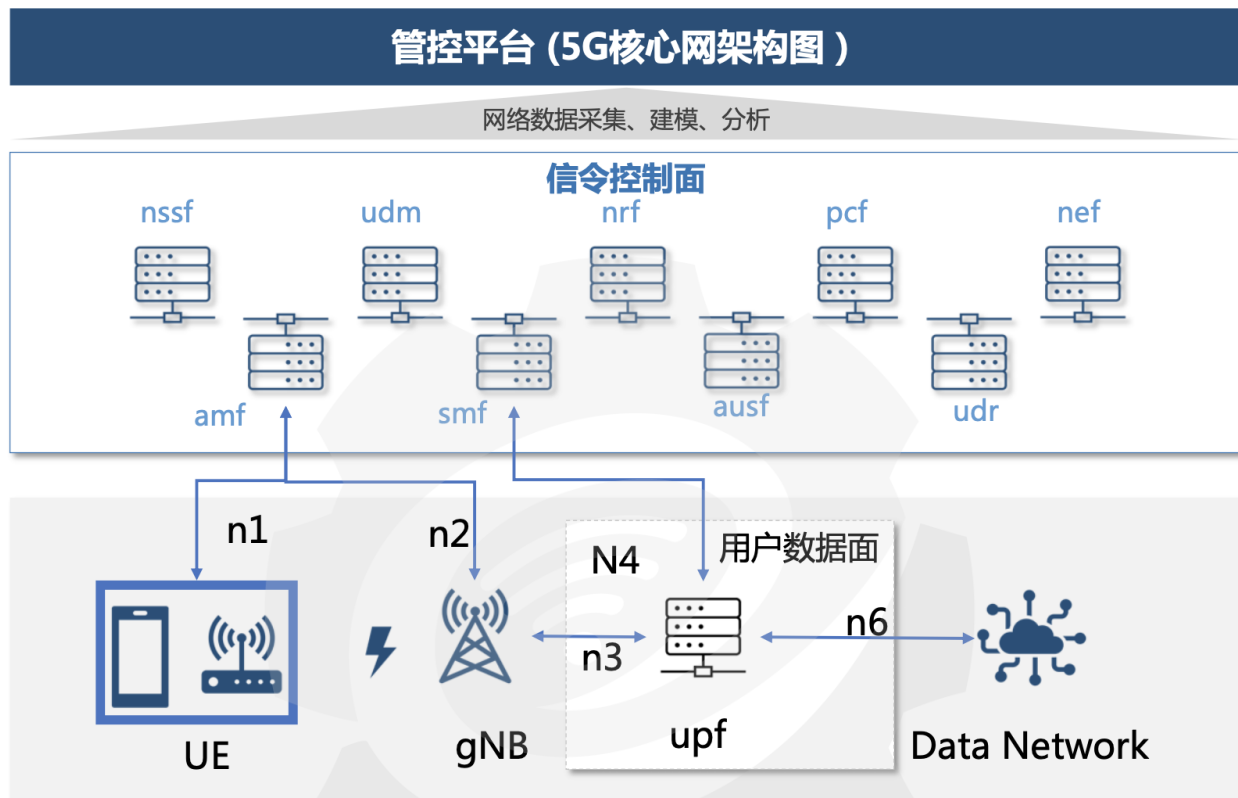 管控平台 (5G核心网架构图 )
网络数据采集、建模、分析
信令控制面
nssf
udm
nrf
pcf
nef
amf
smf
ausf
udr
n1
n2
N4
用户数据面
n3
n6
UE
gNB
upf
Data Network